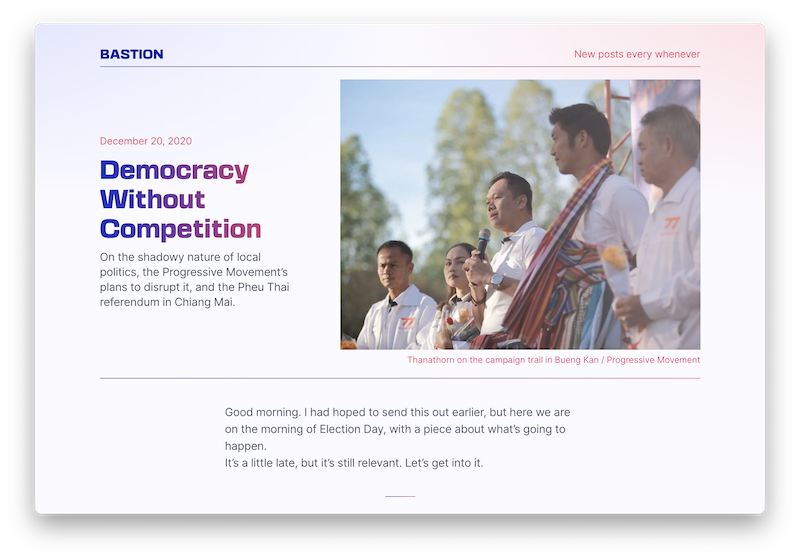 BASTION
New posts every whenever
December 20, 2020
Democracy
Without
Competition
On the shadowy nature of local
politics, the Progressive Movement’s
plans to disrupt it, and the Pheu Thai
referendum in Chiang Mai.
77
77
Thanathorn on the campaign trail in Bueng Kan / Progressive Movement
Good morning. I had hoped to send this out earlier, but here we are
on the morning of Election Day, with a piece about what’s going to
happen.
It’s a little late, but it’s still relevant. Let’s get into it.